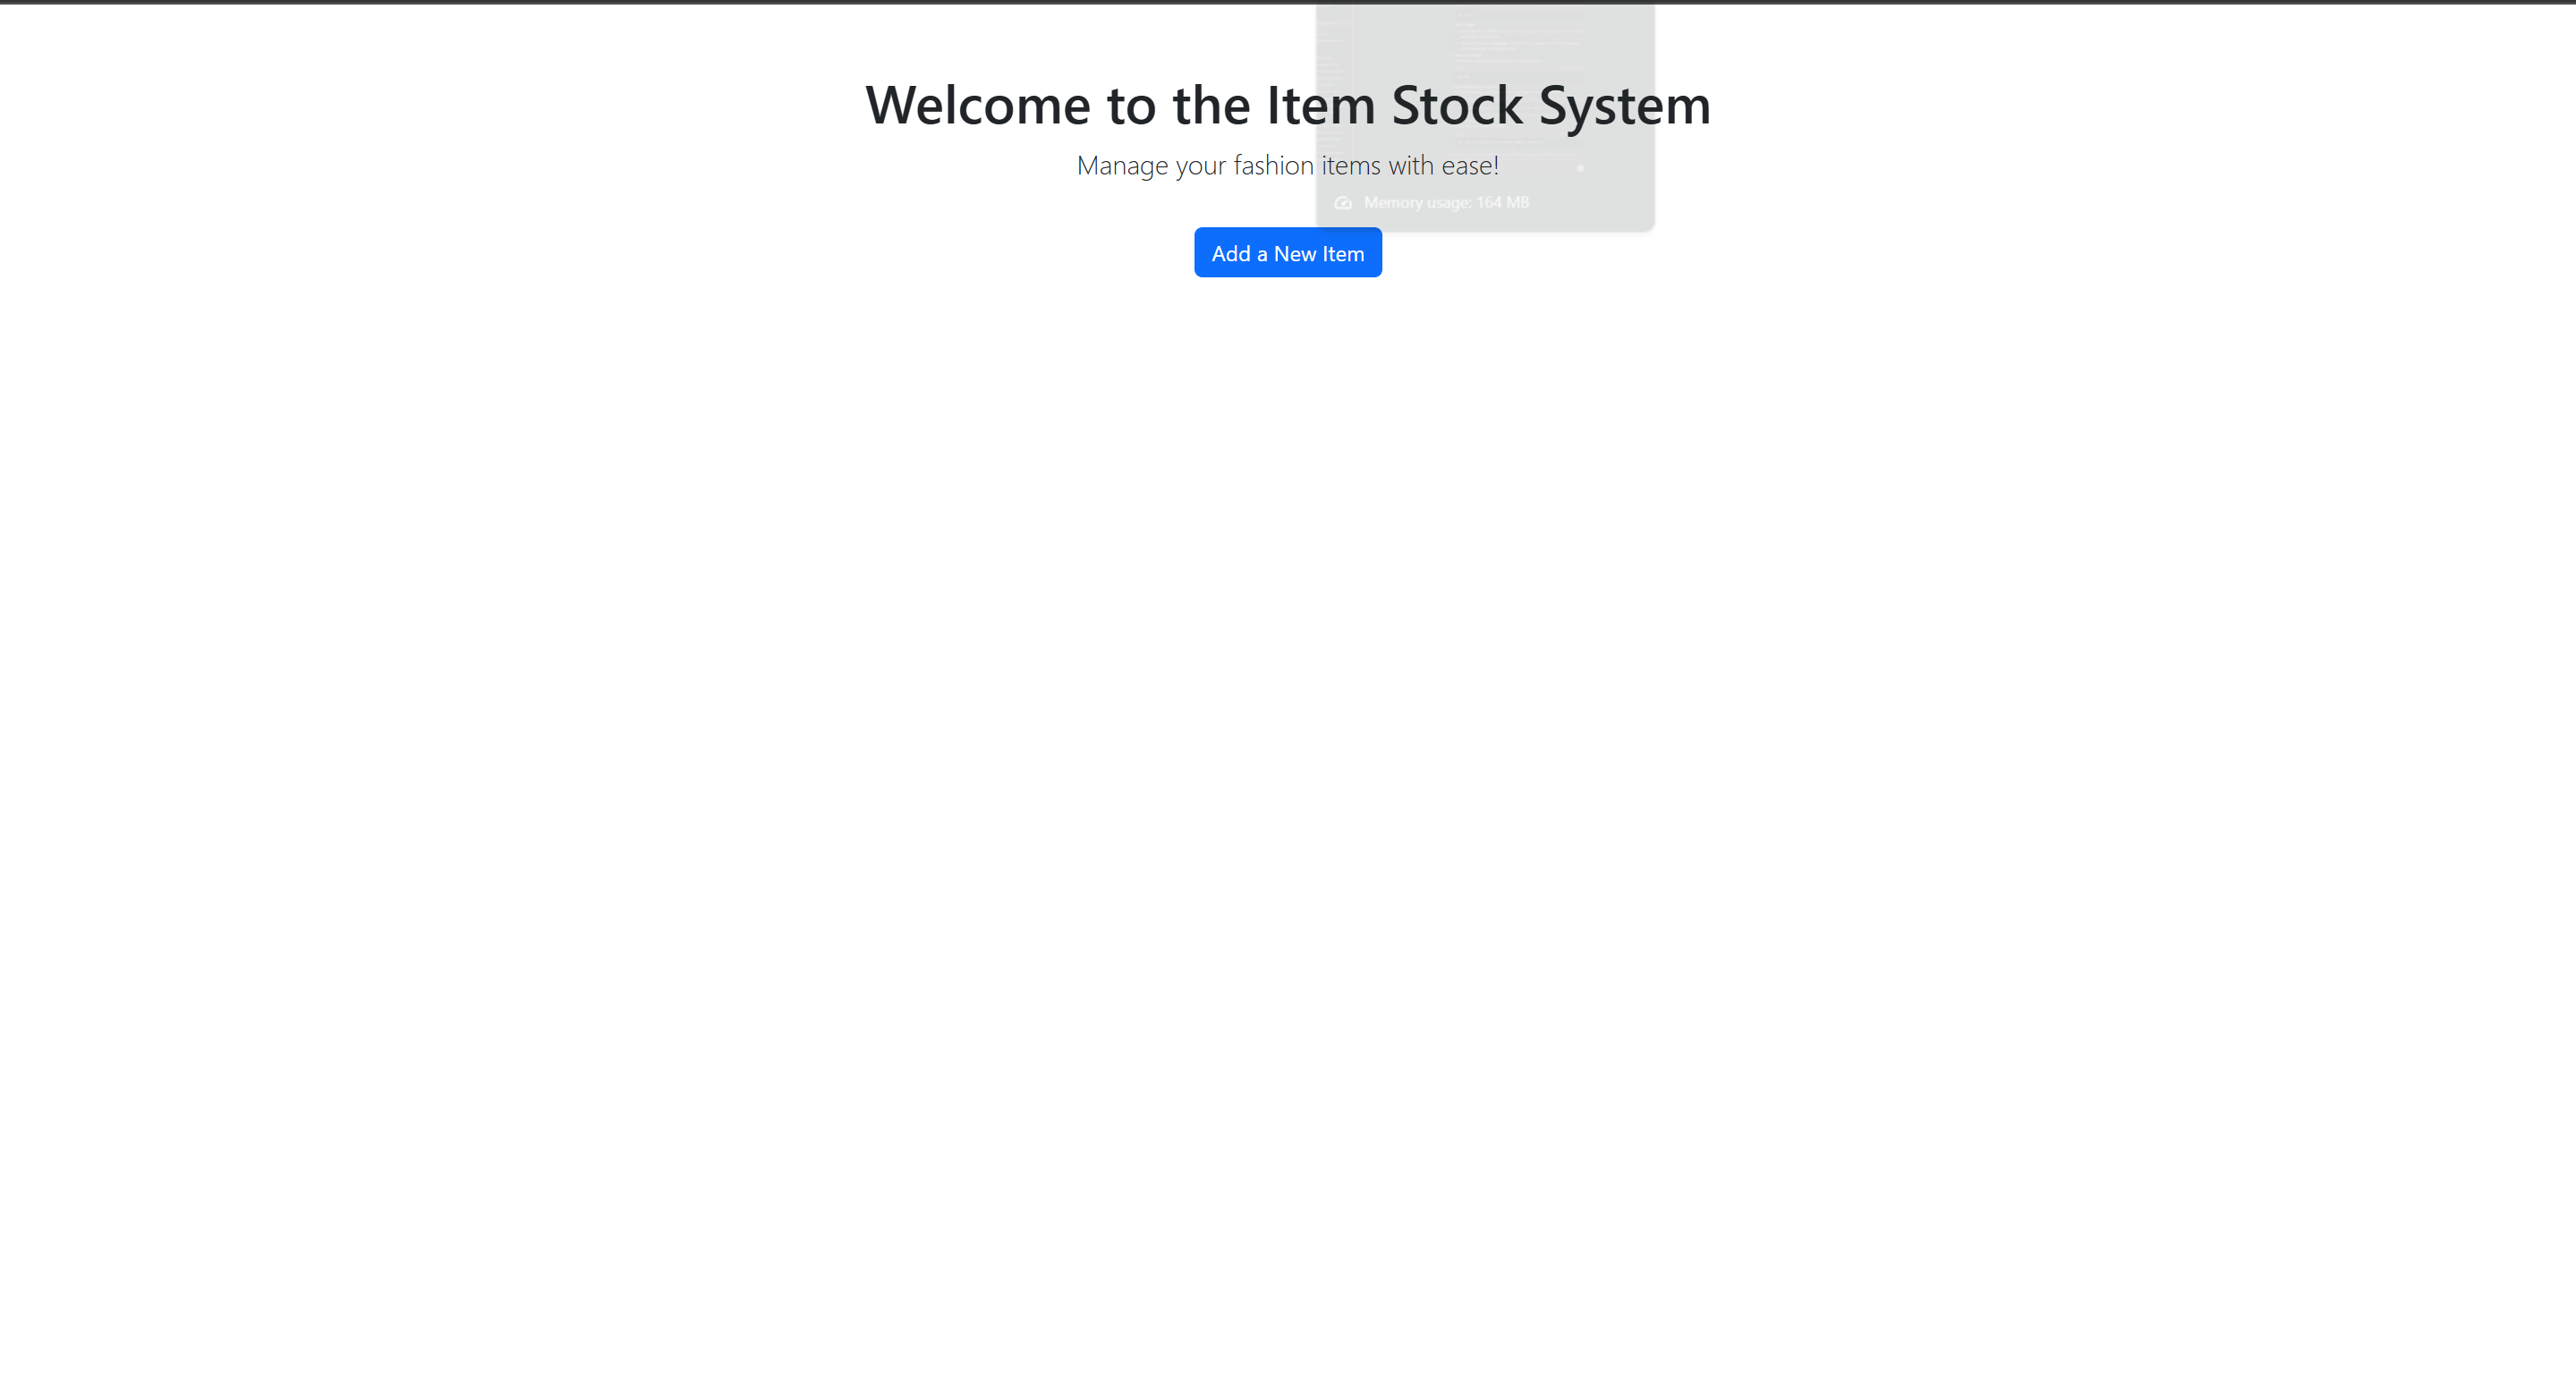 Welcome to the Item Stock System
Manage your fashion items with ease!
Memory usage: 164 MB
Add a New Item